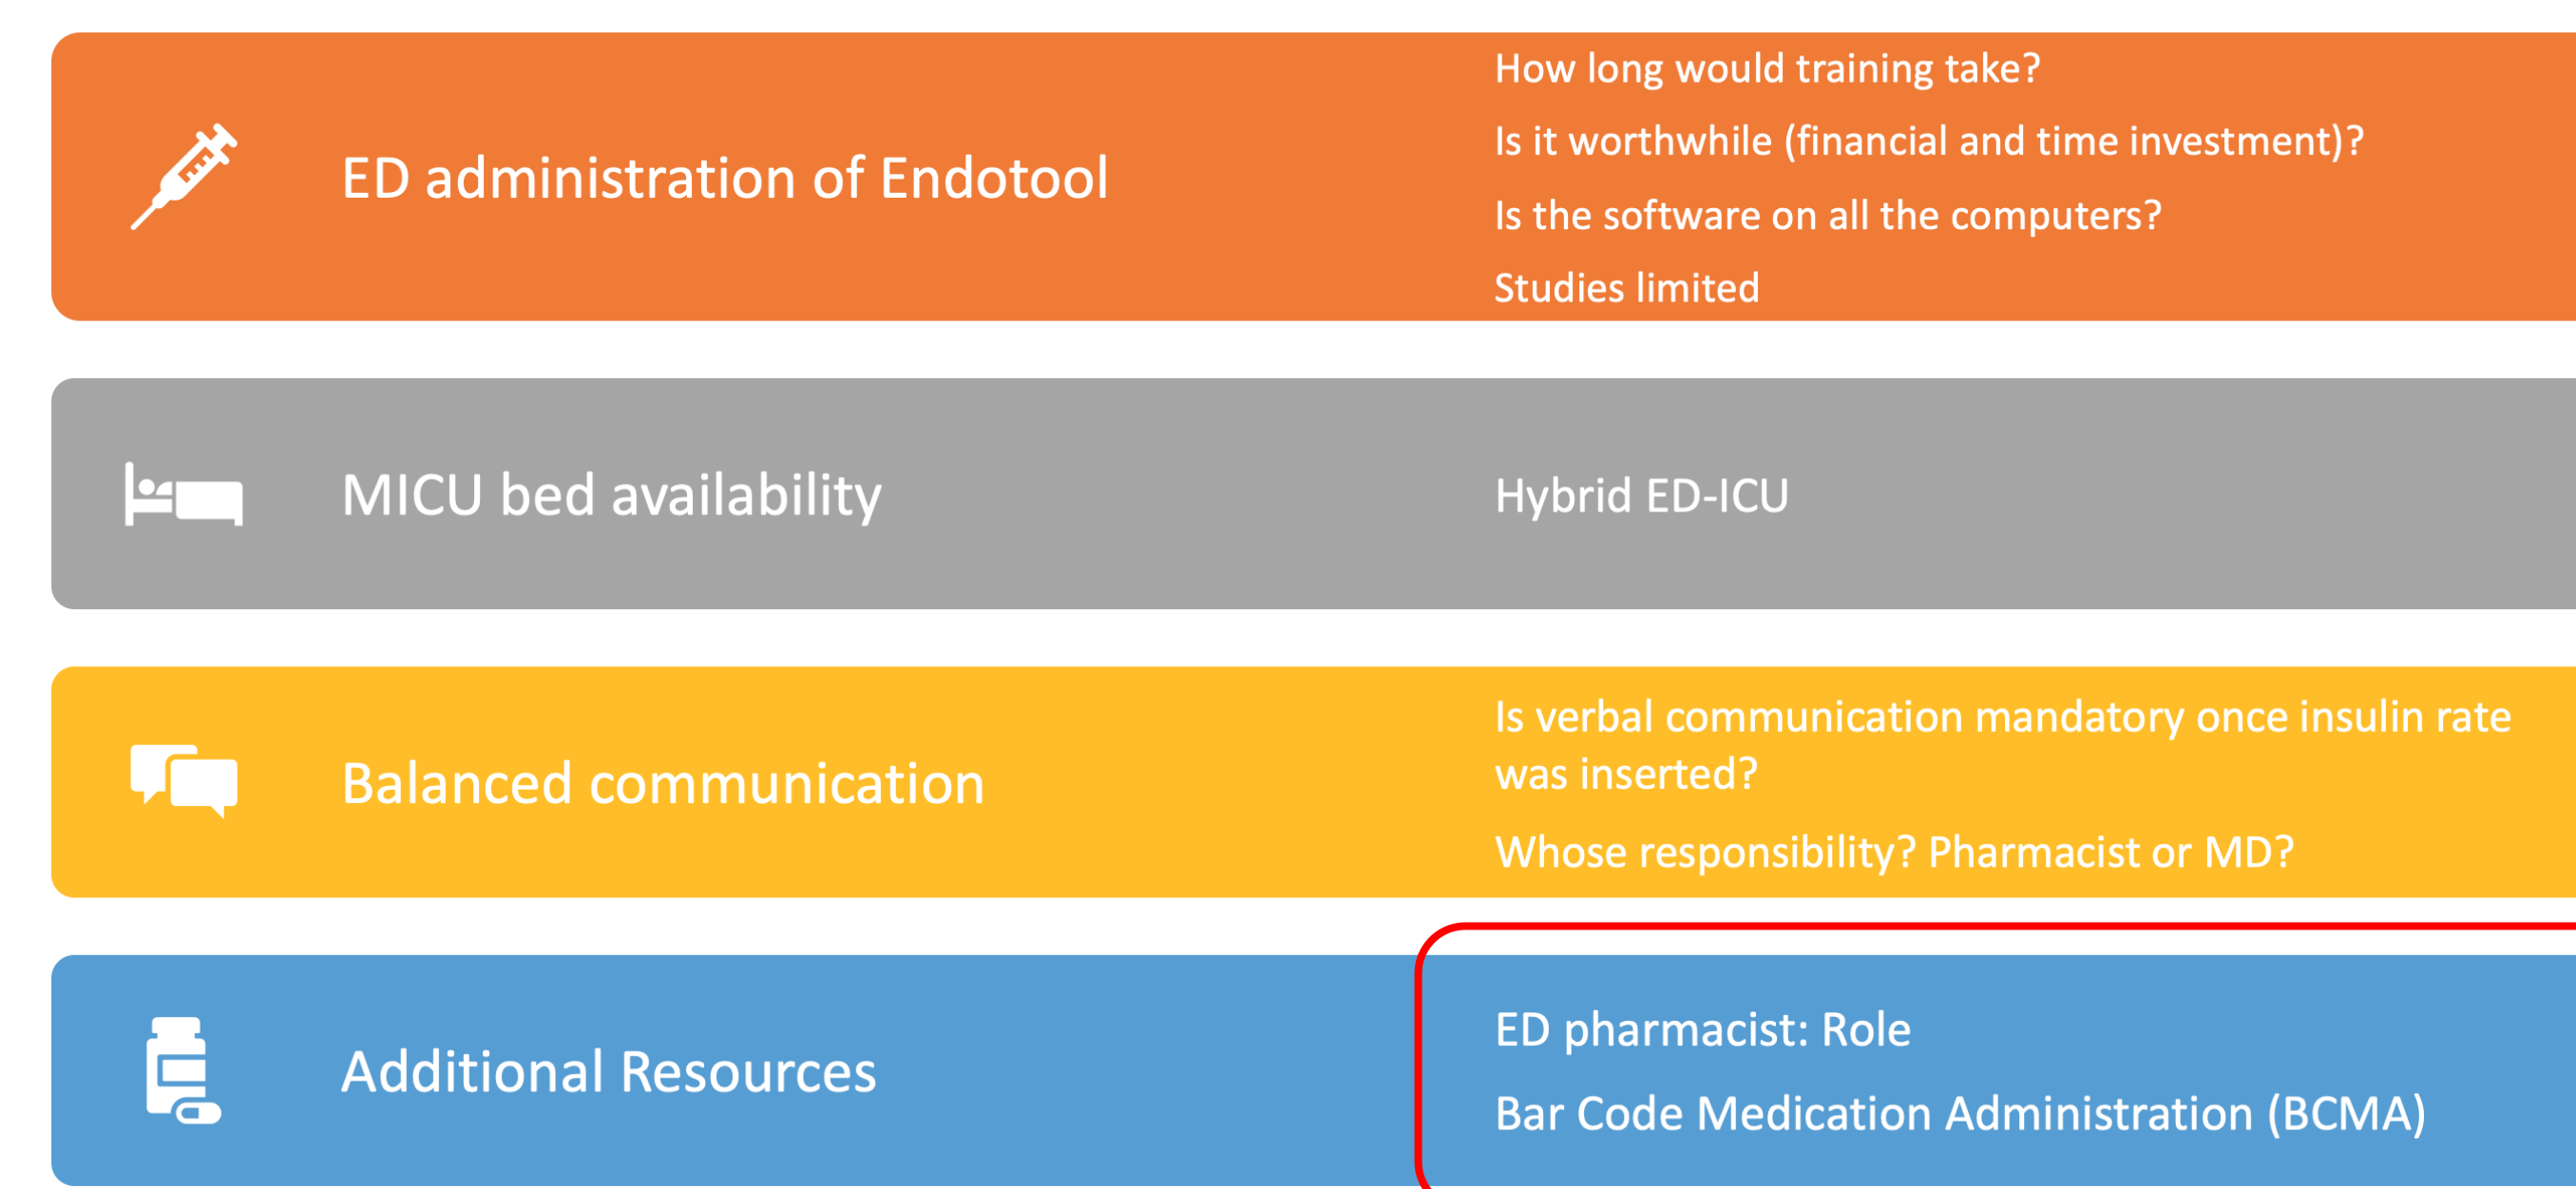 ED administration of Endotool
How long would training take?
Is it worthwhile (financial and time investment)?
Is the software on all the computers?
Studies limited
MICU bed availability
Hybrid ED-ICU
Balanced communication
Is verbal communication mandatory once insulin rate
was inserted?
Whose responsibility? Pharmacist or MD?
Additional Resources
ED pharmacist: Role
Bar Code Medication Administration (BCMA)